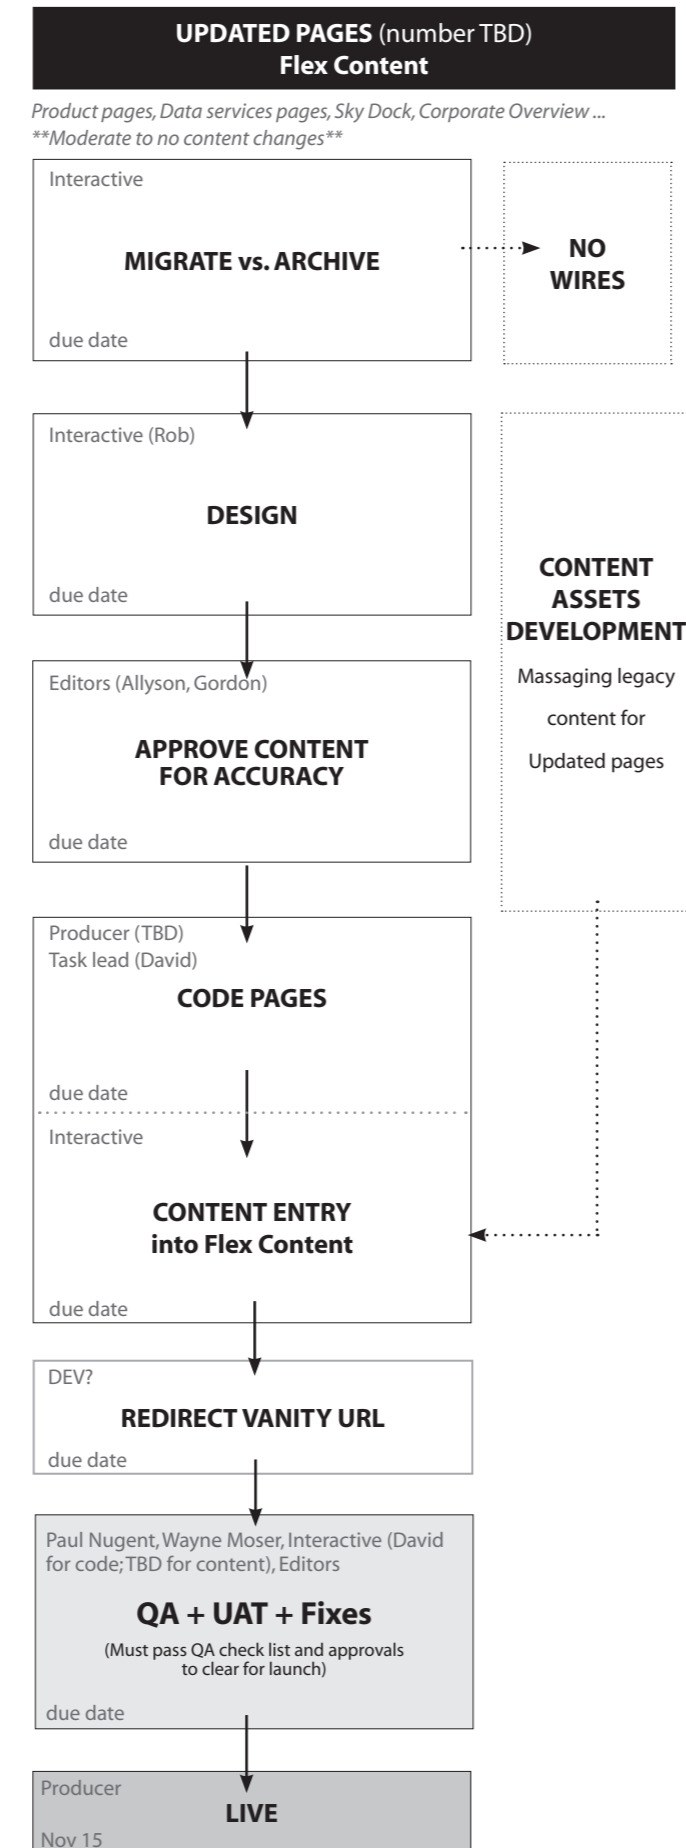 UPDATED PAGES (number TBD)
Flex Content
Product pages, Data services pages, Sky Dock, Corporate Overview ...
**Moderate to no content changes**
Interactive
MIGRATE vs. ARCHIVE
due date
NO
WIRES
Interactive (Rob)
DESIGN
due date
CONTENT
ASSETS
DEVELOPMENT
Massaging legacy
content for
Updated pages
Editors (Allyson, Gordon)
APPROVE CONTENT
FOR ACCURACY
due date
Producer (TBD)
Task lead (David)
CODE PAGES
due date
Interactive
CONTENT ENTRY
into Flex Content
due date
DEV?
REDIRECT VANITY URL
due date
Paul Nugent, Wayne Moser, Interactive (David
for code; TBD for content), Editors
QA + UAT + Fixes
(Must pass QA check list and approvals
to clear for launch)
due date
Producer
LIVE
Nov 15